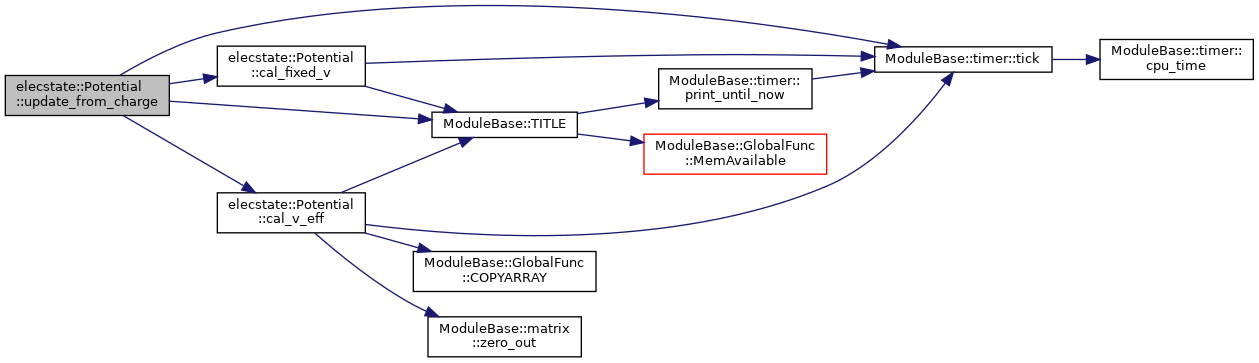 elecstate::Potential
::update_from_charge
elecstate::Potential
::cal_fixed_v
ModuleBase::TITLE
elecstate::Potential
::cal_v_eff
ModuleBase::timer::
print_until_now
ModuleBase::GlobalFunc
::MemAvailable
ModuleBase::GlobalFunc
::COPYARRAY
ModuleBase::matrix
::zero_out
ModuleBase::timer::tick
ModuleBase::timer::
cpu_time